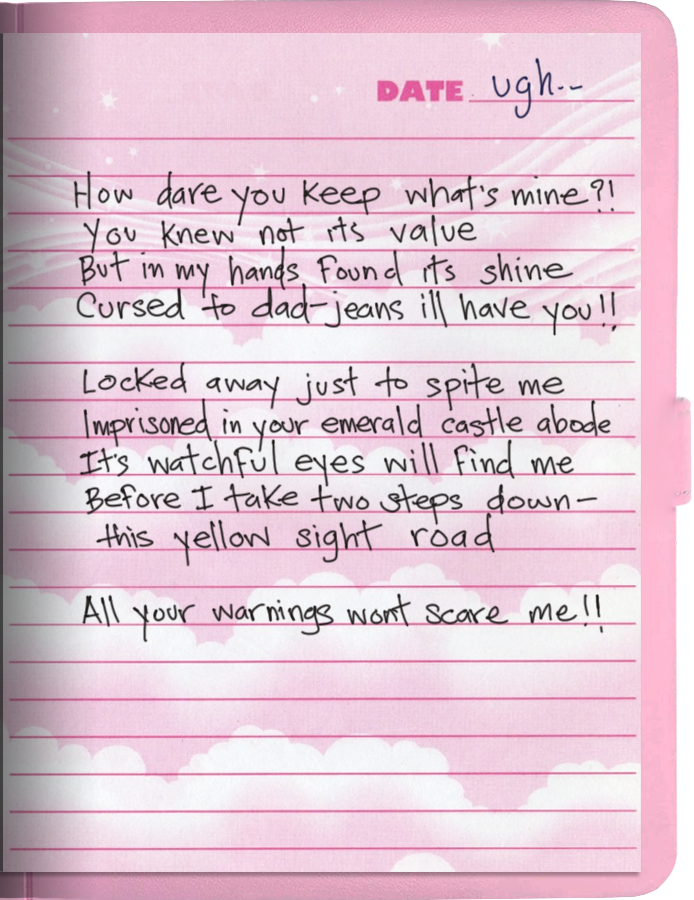 DATE ugh--
How dare you keep what's mine?!
You knew not its value
But in my hands found its shine
Cursed to dad-jeans ill have you!!
Locked away just to spite me
Imprisoned in your emerald castle abode
It's watchful eyes will find me
Before I take two steps down-
this yellow sight road
All your warnings wont scare me!!